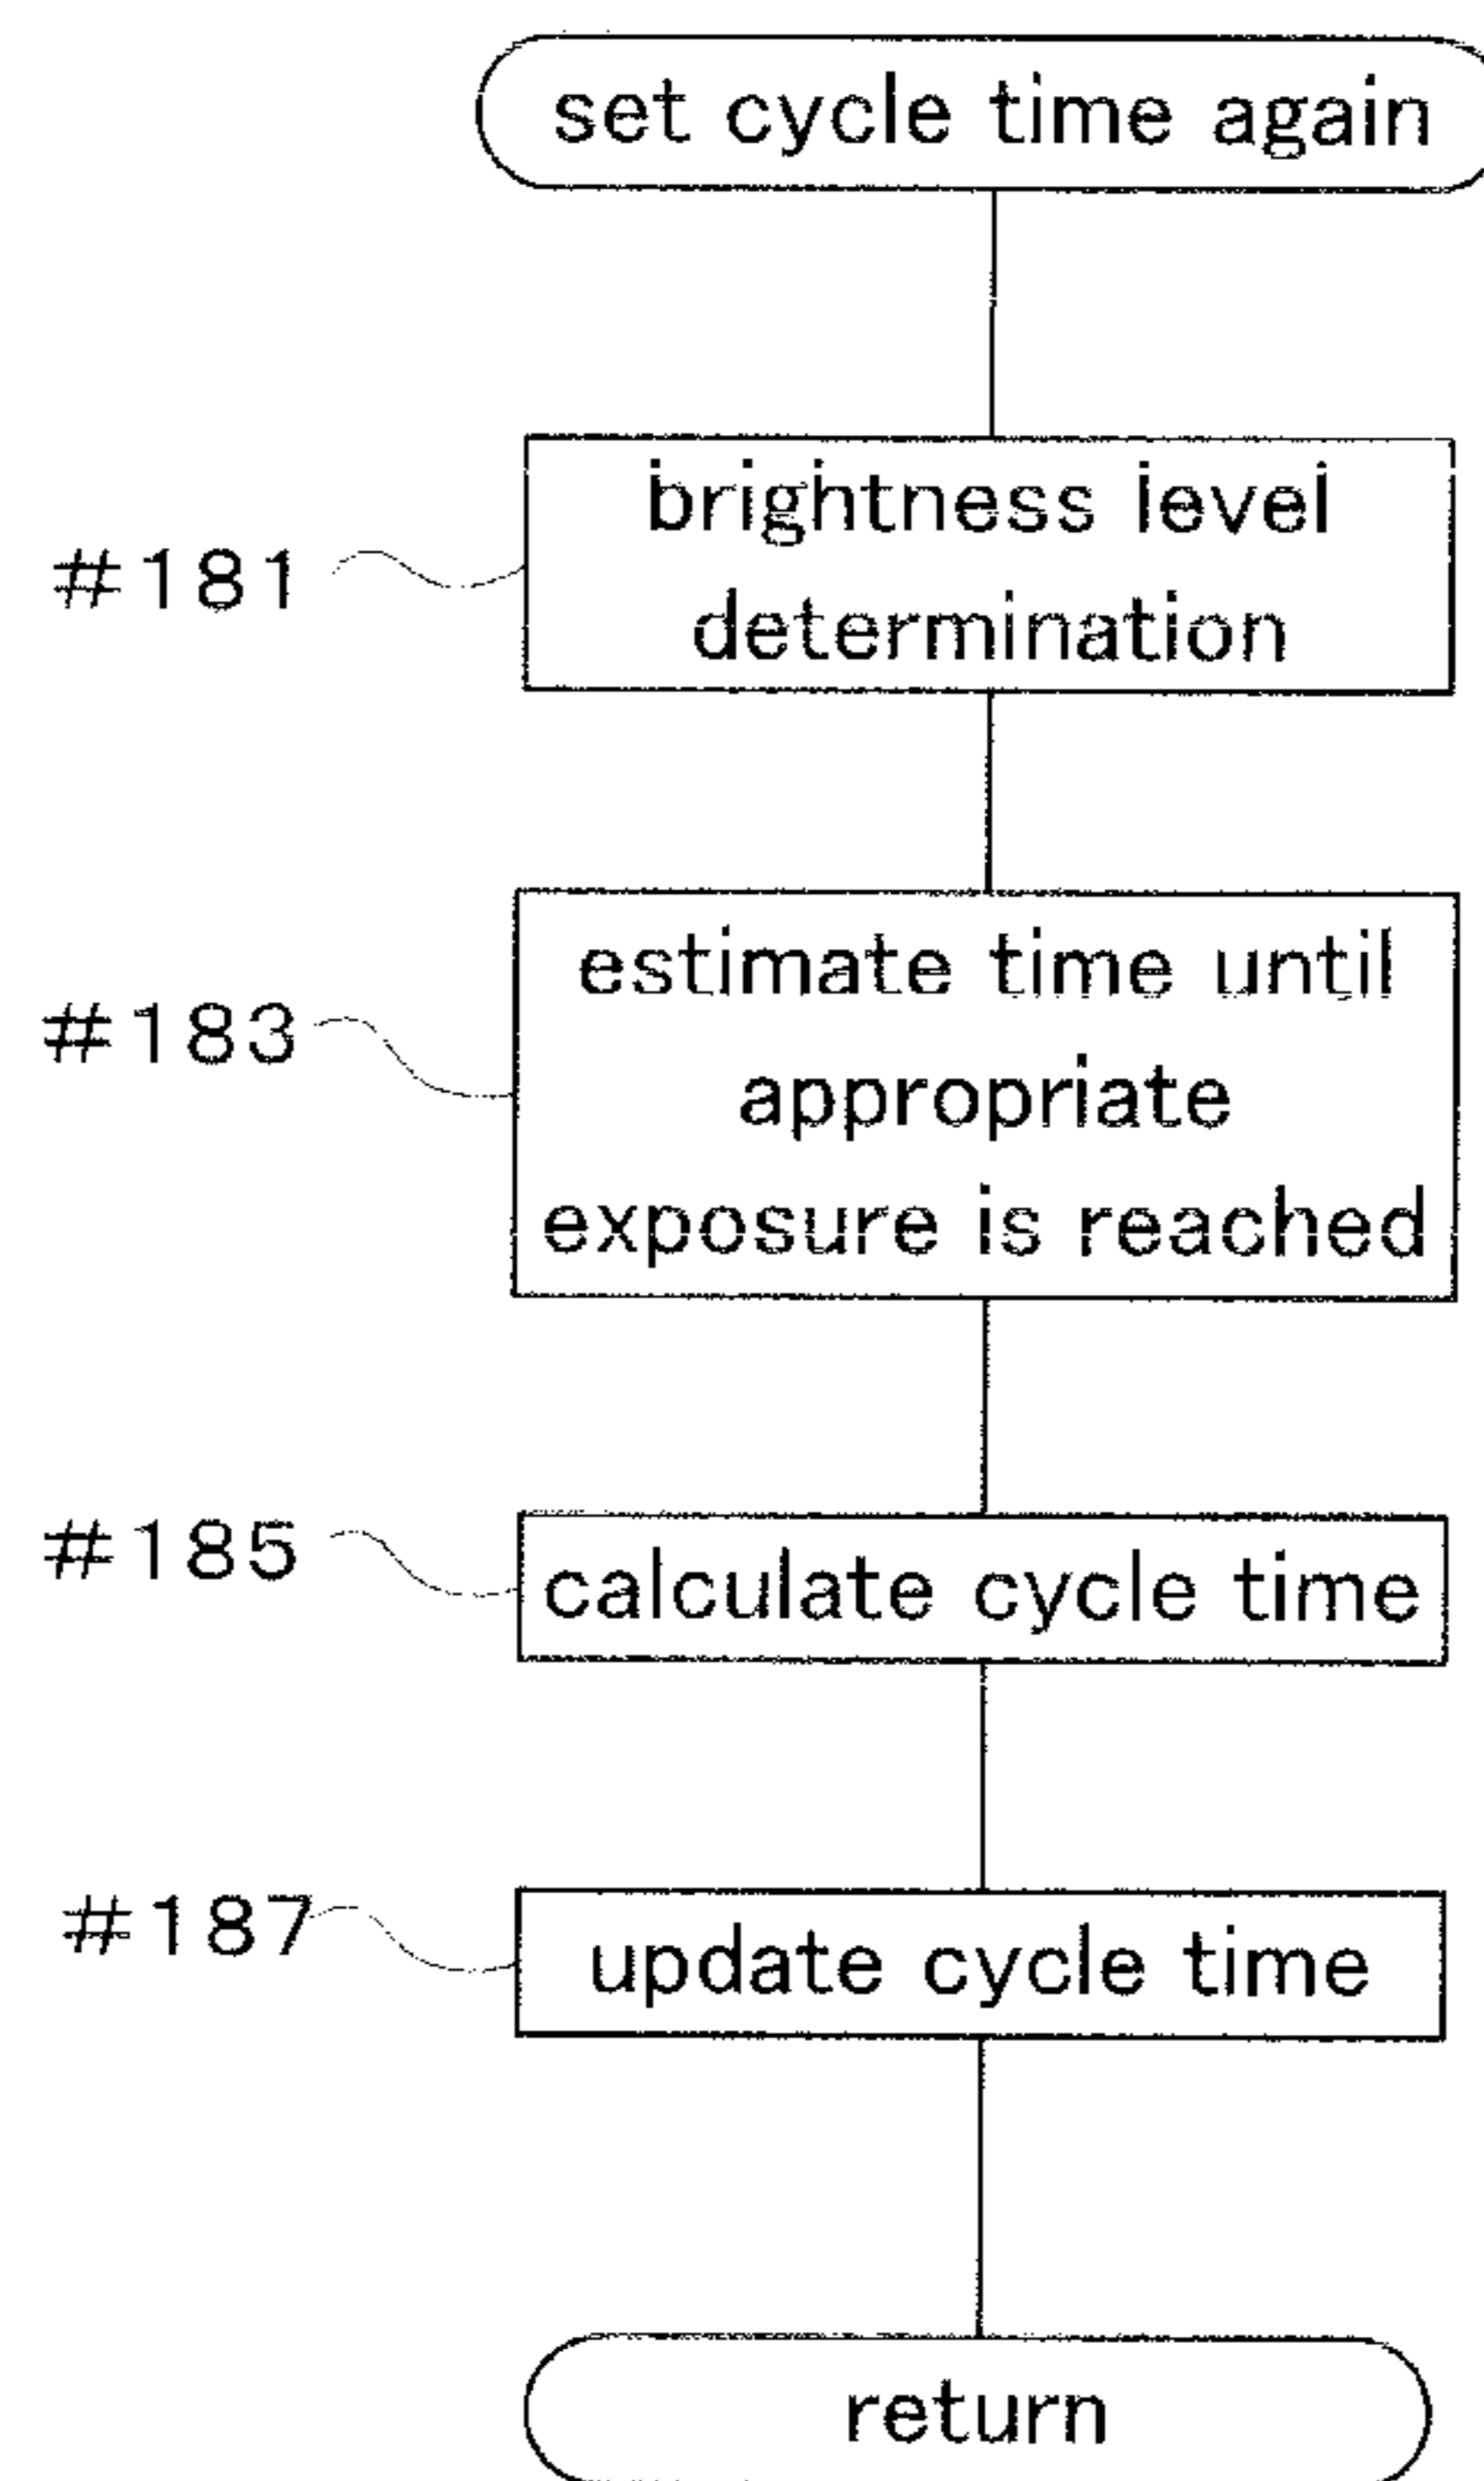 set cycle time again
#181
brightness level
determination
#183
estimate time until
appropriate
exposure is reached
#185
calculate cycle time
#187
update cycle time
return